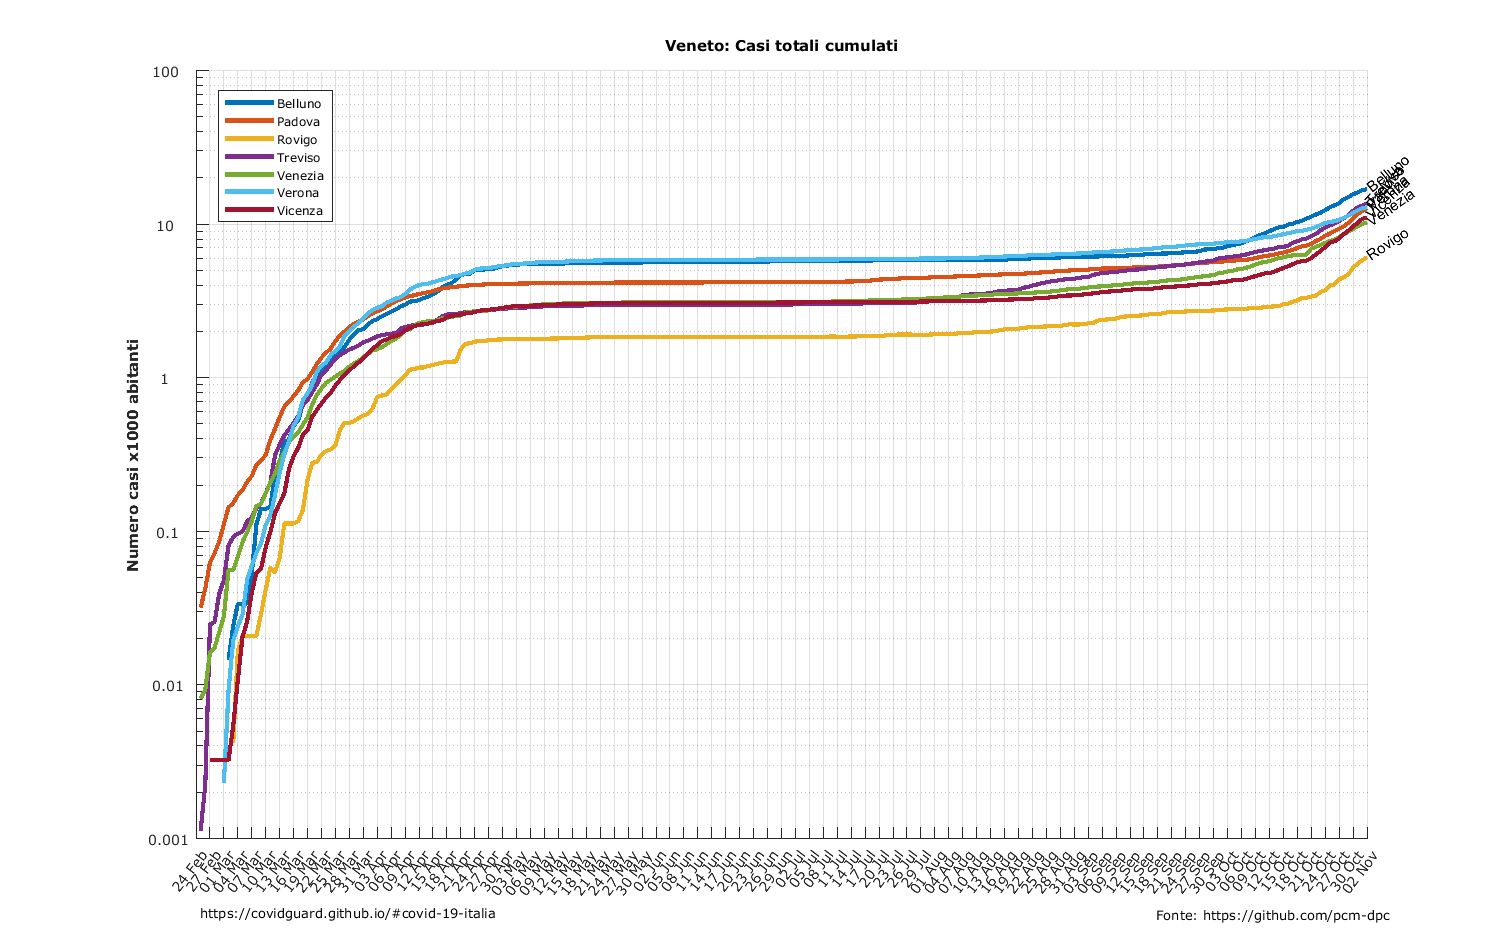 Veneto: Casi totali cumulati
Numero casi x1000 abitanti
100
10
1
0.1
0.01
0.001
Belluno
Padova
Rovigo
Treviso
Venezia
Verona
Vicenza
Belluno
Vicenza
Venezia
Rovigo
24 Feb
27 Feb
01 Mar
04 Mar
07 Mar
10 Mar
13 Mar
16 Mar
19 Mar
22 Mar
25 Mar
28 Mar
31 Mar
03 Apr
06 Apr
09 Apr
12 Apr
15 Apr
18 Apr
21 Apr
24 Apr
27 Apr
30 Apr
03 May
06 May
09 May
12 May
15 May
18 May
21 May
24 May
27 May
30 May
02 Jun
05 Jun
08 Jun
11 Jun
14 Jun
17 Jun
20 Jun
23 Jun
26 Jun
29 Jun
02 Jul
05 Jul
08 Jul
11 Jul
14 Jul
17 Jul
20 Jul
23 Jul
26 Jul
29 Jul
01 Aug
04 Aug
07 Aug
10 Aug
13 Aug
16 Aug
19 Aug
22 Aug
25 Aug
28 Aug
31 Aug
03 Sep
06 Sep
09 Sep
12 Sep
15 Sep
18 Sep
21 Sep
24 Sep
27 Sep
30 Sep
03 Oct
06 Oct
09 Oct
12 Oct
15 Oct
18 Oct
21 Oct
24 Oct
27 Oct
30 Oct
02 Nov
https://covidguard.github.io/#covid-19-italia
Fonte: https://github.com/pcm-dpc